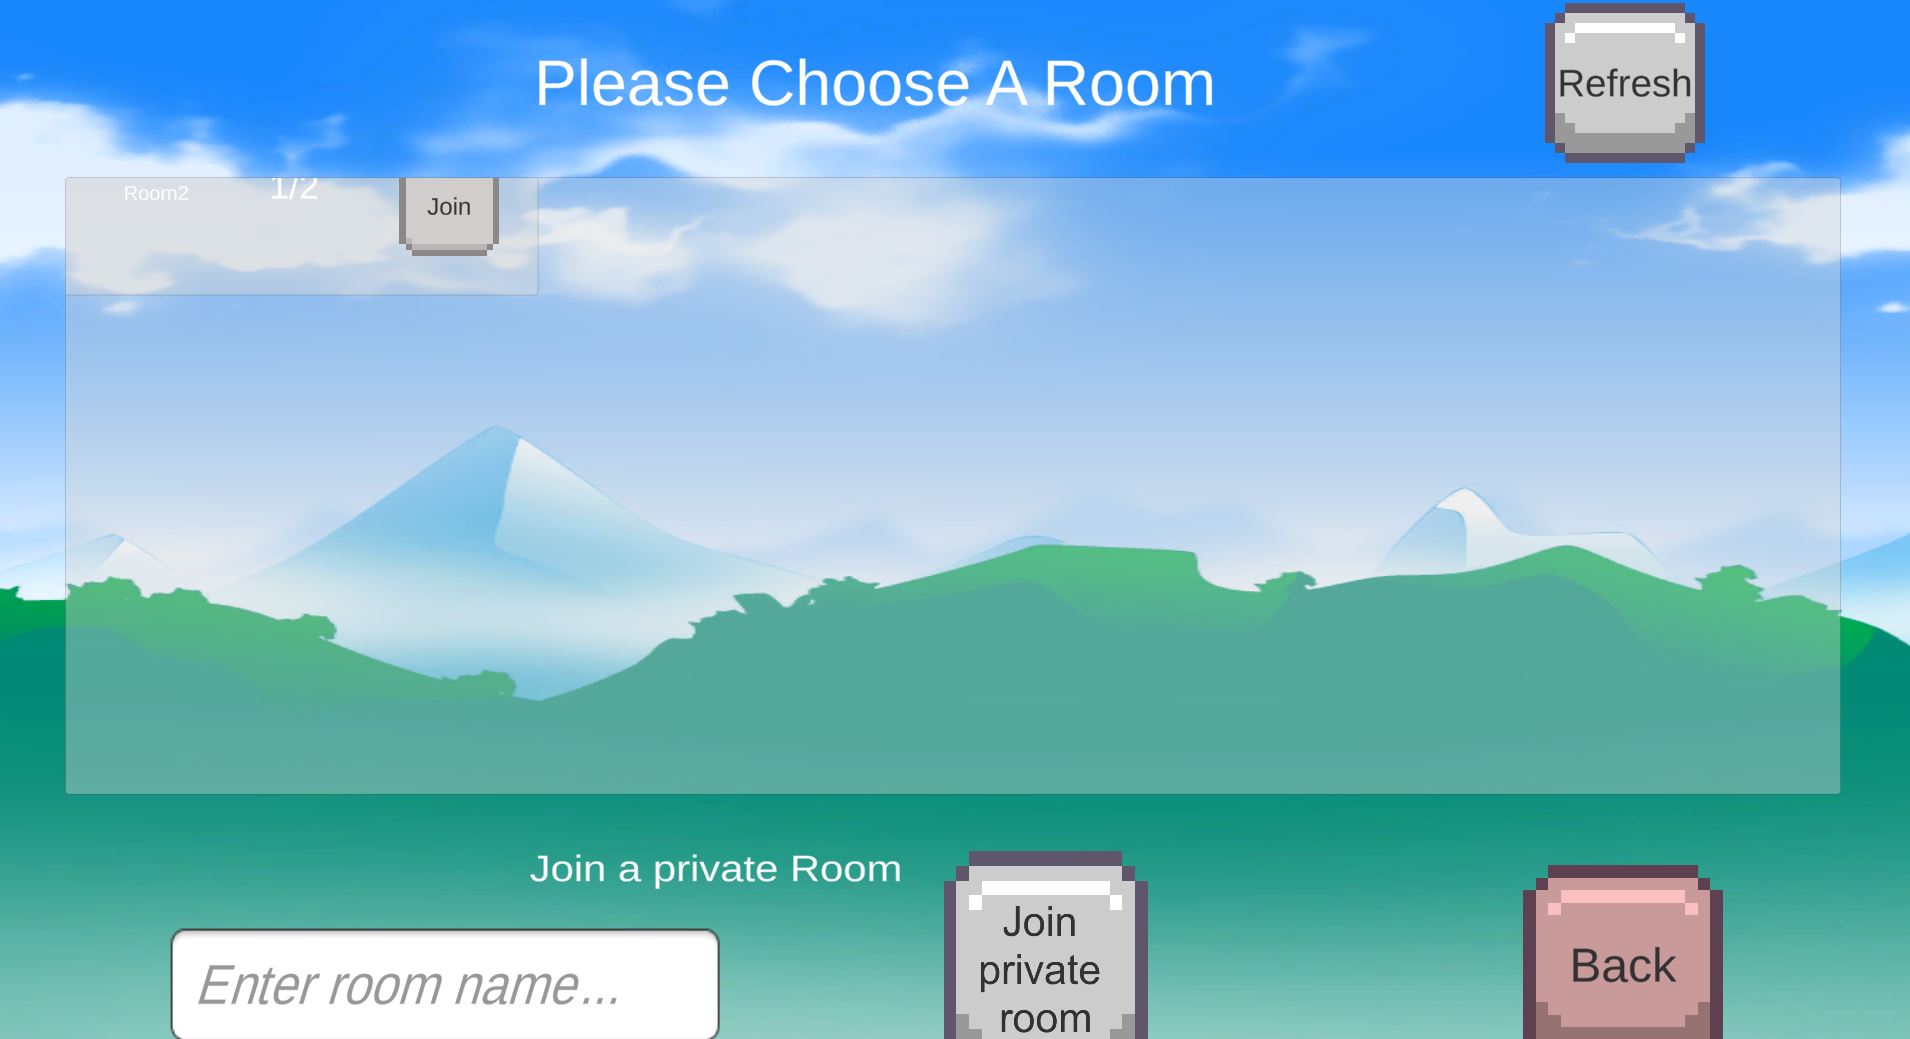 Please Choose A Room
Refresh
Room2
1/2
Join
Join a private Room
Enter room name...
Join
private
room
Back